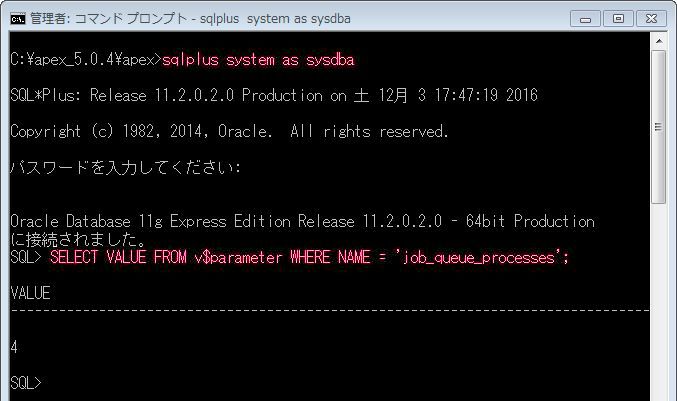 管理者: コマンド プロンプト - sqlplus  system as sysdba
C:¥apex_5.0.4¥apex>sqlplus system as sysdba
SQL*Plus: Release 11.2.0.2.0 Production on 土 12月 3 17:47:19 2016
Copyright (c) 1982, 2014, Oracle.  All rights reserved.
パスワードを入力してください:
Oracle Database 11g Express Edition Release 11.2.0.2.0 - 64bit Production
に接続されました。
SQL> SELECT VALUE FROM v$parameter WHERE NAME = 'job_queue_processes';
VALUE
--------------------------------------------------------------------------------
4
SQL>